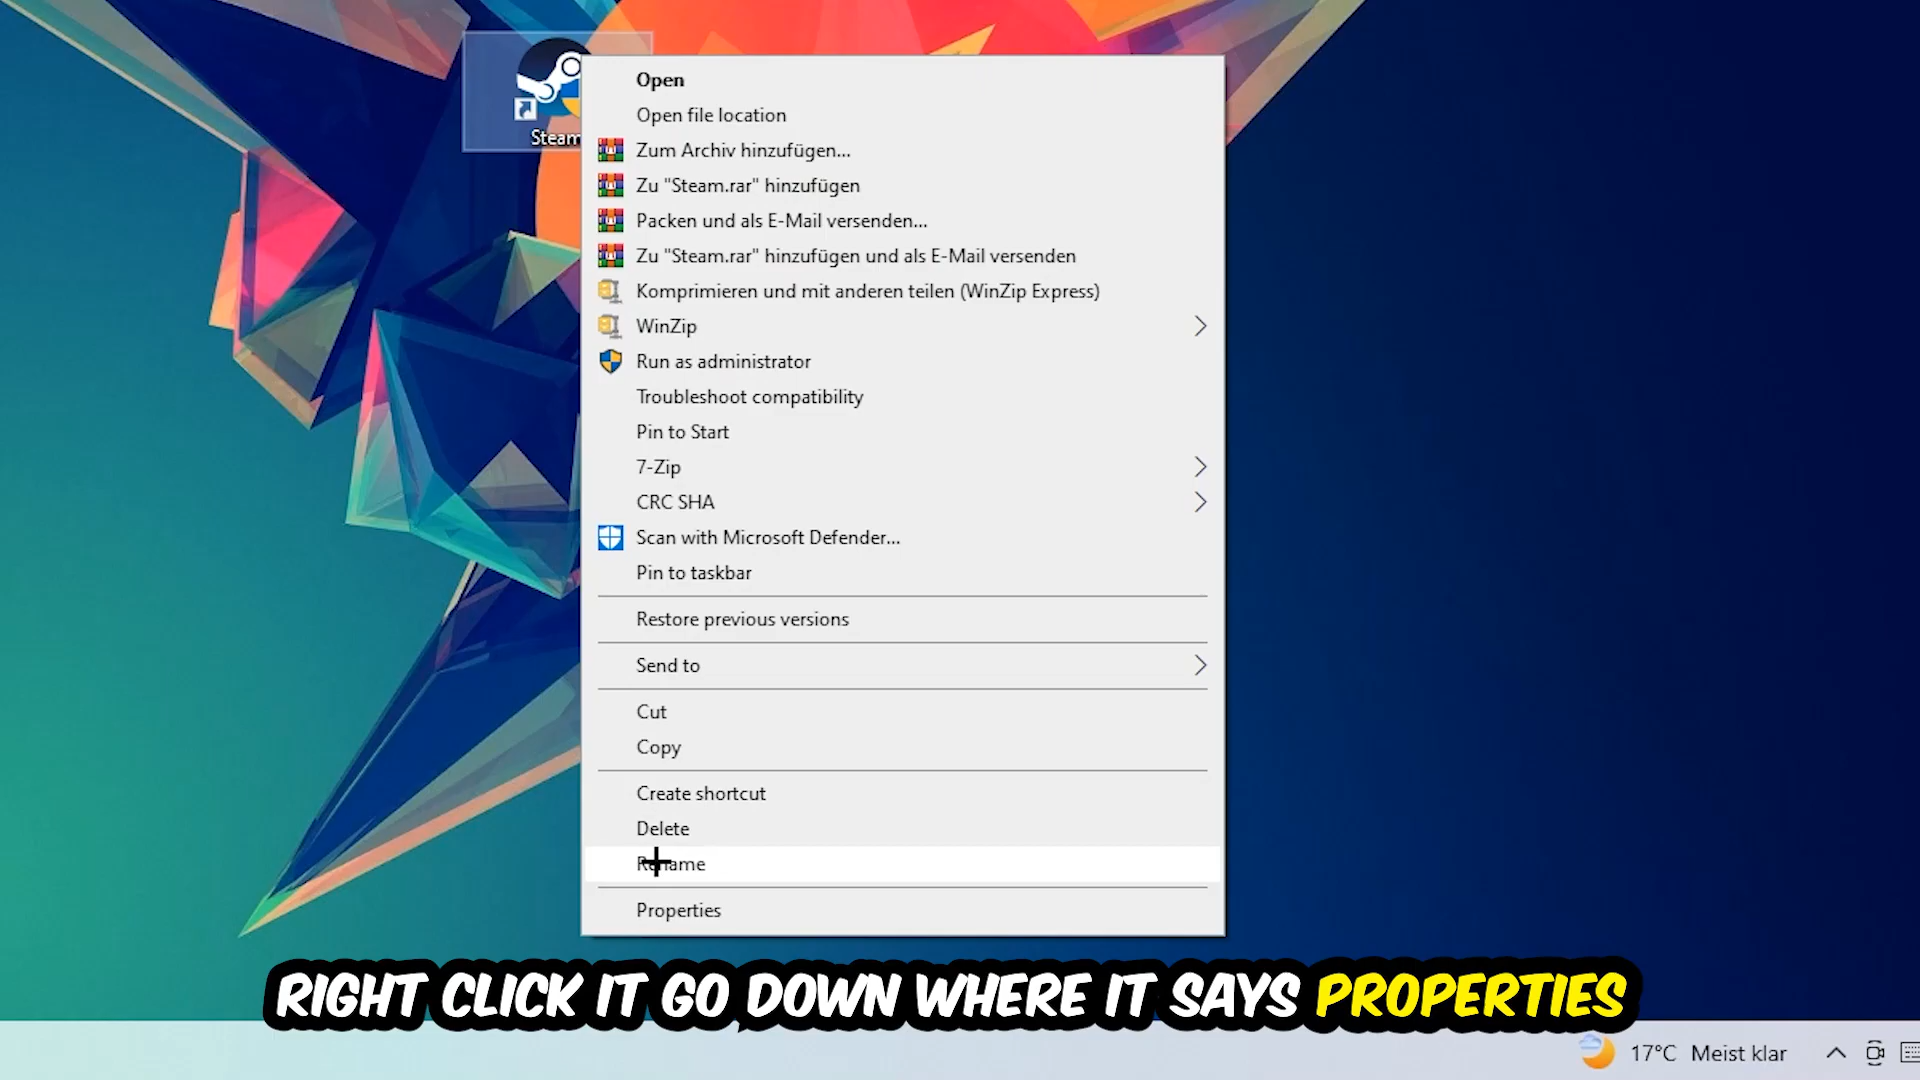 Steam
Open
Open file location
Zum Archiv hinzufügen...
Zu "Steam.rar" hinzufügen
Packen und als E-Mail versenden...
Zu "Steam.rar" hinzufügen und als E-Mail versenden
Komprimieren und mit anderen teilen (WinZip Express)
WinZip
Run as administrator
Troubleshoot compatibility
Pin to Start
7-Zip
CRC SHA
Scan with Microsoft Defender...
Pin to taskbar
Restore previous versions
Send to
Cut
Copy
Create shortcut
Delete
Rename
Properties
RIGHT CLICK IT GO DOWN WHERE IT SAYS PROPERTIES
17°C Meist klar